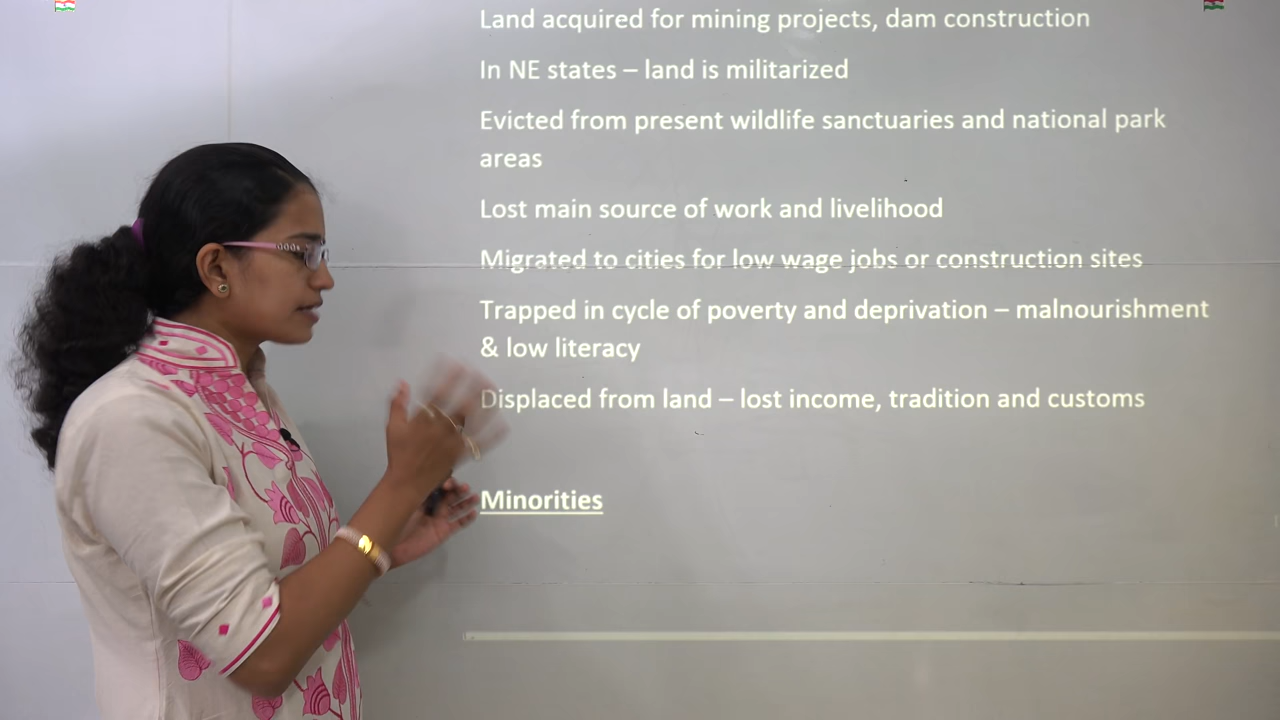 Land acquired for mining projects, dam construction
In NE states – land is militarized
Evicted from present wildlife sanctuaries and national park
areas
Lost main source of work and livelihood
Migrated to cities for low wage jobs or construction sites
Trapped in cycle of poverty and deprivation – malnourishment
& low literacy
Displaced from land – lost income, tradition and customs
Minorities